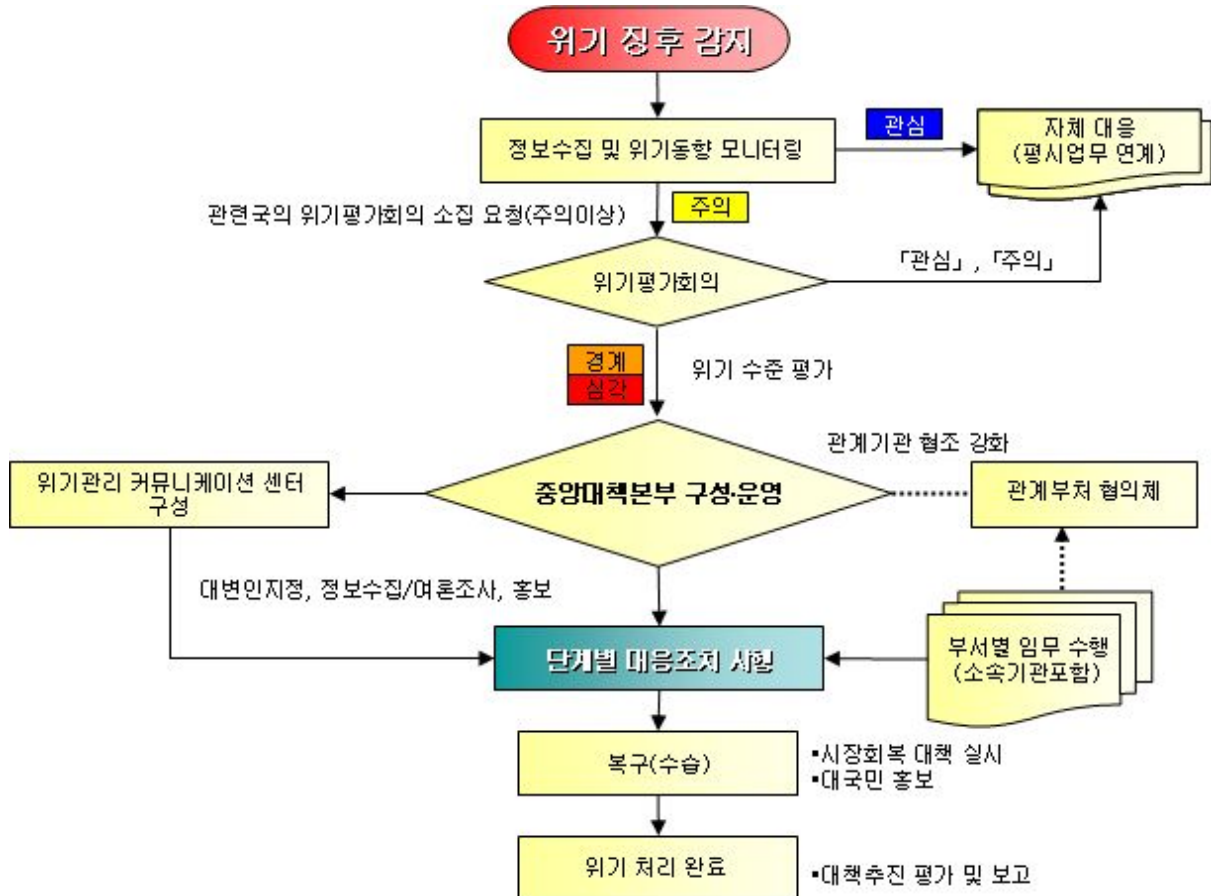 위기 징후 감지
관심
정보수집 및 위기동향 모니터링
자체 대응
(평시업무 연계)
관련국의 위기평가회의 소집 요청(주의이상)
주의
위기평가회의
「관심」, 「주의」
경계
심각
위기 수준 평가
관계기관 협조 강화
위기관리 커뮤니케이션 센터
구성
중앙대책본부 구성·운영
관계부처 협의체
대변인지정, 정보수집/여론조사, 홍보
단계별 대응조치 시행
부서별 임무 수행
(소속기관포함)
복구(수습)
▪시장회복 대책 실시
▪대국민 홍보
위기 처리 완료
▪대책추진 평가 및 보고